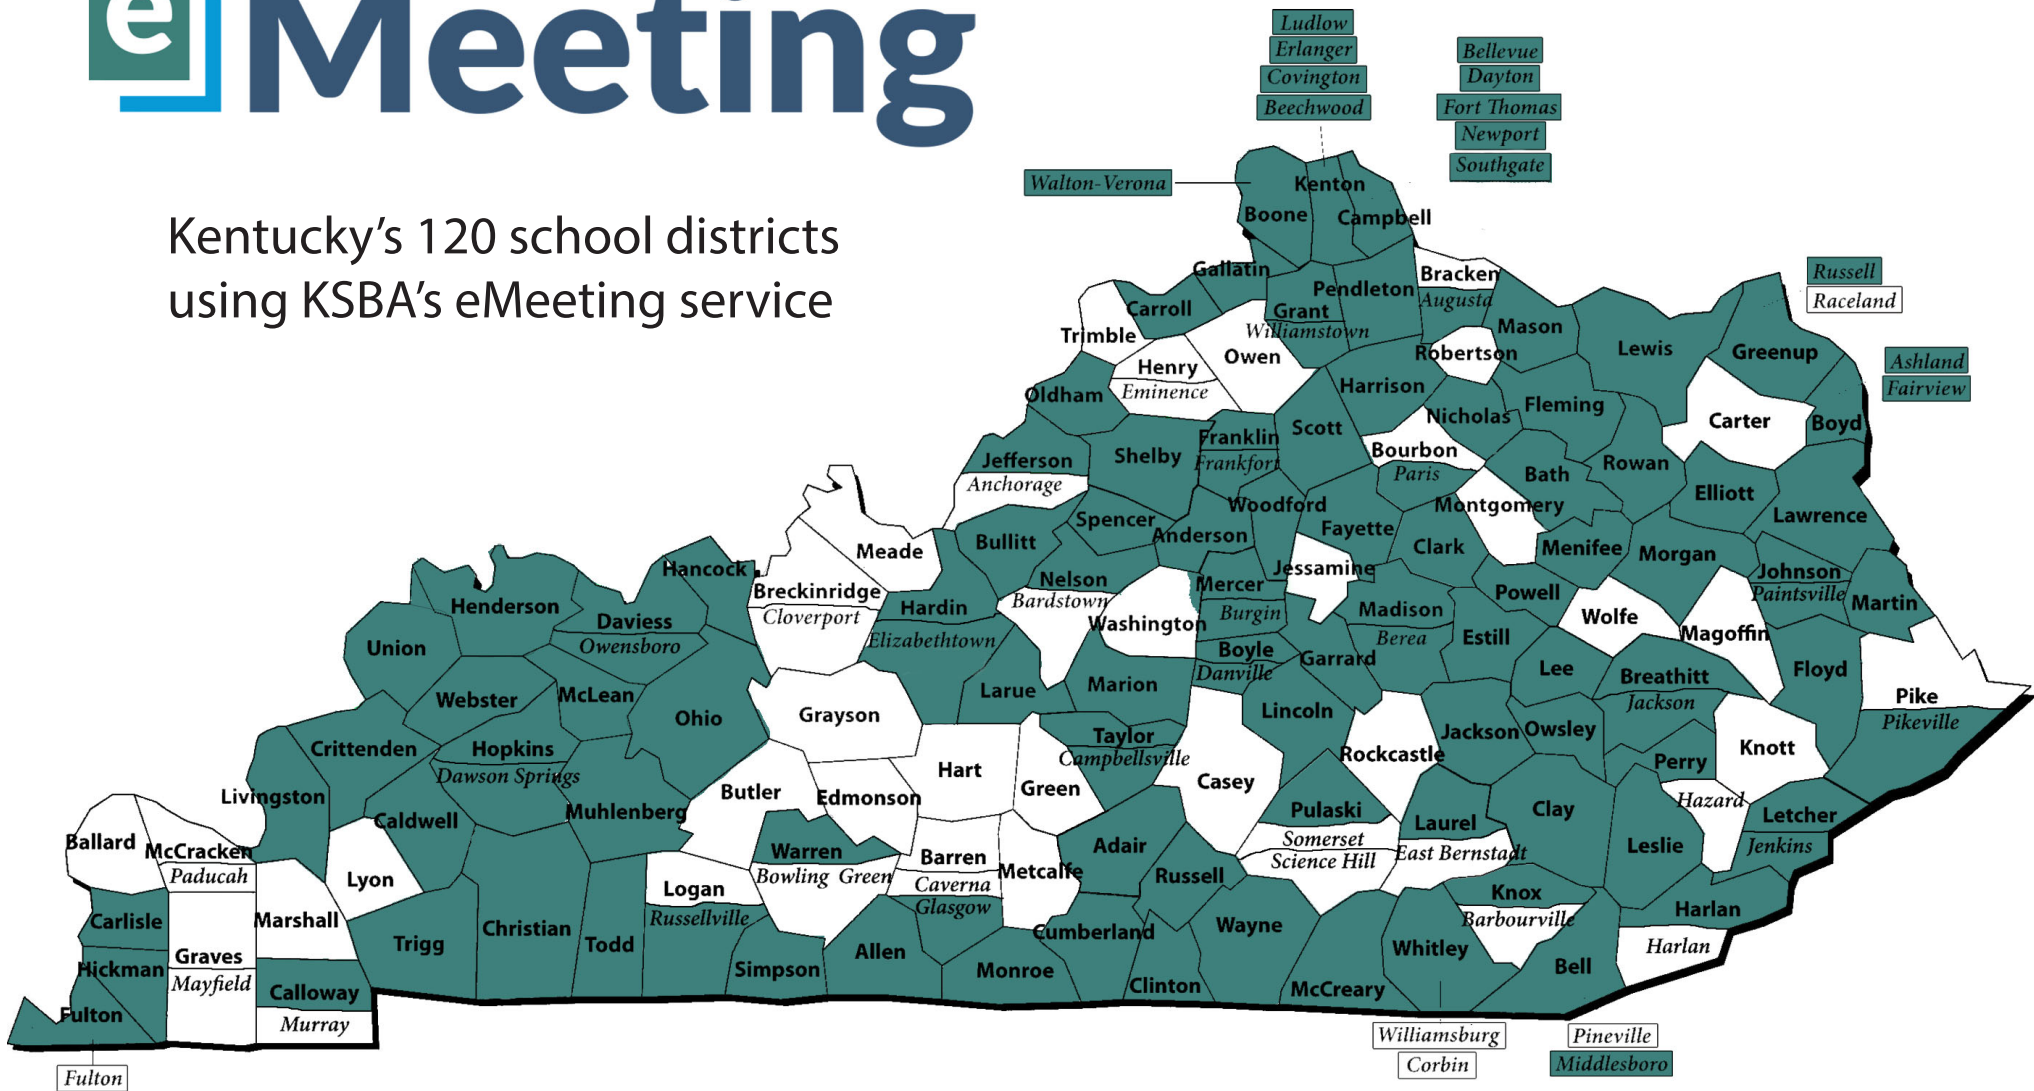 e Meeting
Kentucky's 120 school districts
using KSBA's eMeeting service
Ludlow
Erlanger
Covington
Beechwood
Bellevue
Dayton
Fort Thomas
Newport
Southgate
Walton-Verona
Kenton
Boone
Campbell
Gallatin
Bracken
Augusta
Russell
Raceland
Carroll
Pendleton
Grant
Williamstown
Trimble
Mason
Owen
Robertson
Lewis
Greenup
Henry
Eminence
Ashland
Fairview
Oldham
Harrison
Nicholas
Fleming
Carter
Boyd
Scott
Franklin
Frankfort
Jefferson
Anchorage
Shelby
Bourbon
Paris
Bath
Rowan
Elliott
Montgomery
Woodford
Lawrence
Spencer
Anderson
Fayette
Clark
Menifee
Morgan
Meade
Bullitt
Hancock
Breckinridge
Cloverport
Nelson
Bardstown
Mercer
Burgin
Jessamine
Johnson
Paintsville
Martin
Henderson
Daviess
Owensboro
Hardin
Elizabethtown
Washington
Madison
Berea
Powell
Wolfe
Magoffin
Union
Boyle
Danville
Garrard
Estill
Lee
Breathitt
Jackson
Floyd
Pike
Pikeville
Webster
McLean
Ohio
Grayson
Larue
Marion
Lincoln
Crittenden
Hopkins
Dawson Springs
Taylor
Campbellsville
Rockcastle
Jackson
Owsley
Perry
Hazard
Knott
Livingston
Caldwell
Muhlenberg
Butler
Edmonson
Hart
Green
Casey
Pulaski
Somerset
Science Hill
Laurel
East Bernstadt
Clay
Leslie
Letcher
Jenkins
Ballard
McCracken
Paducah
Lyon
Warren
Bowling Green
Barren
Caverna
Glasgow
Metcalfe
Adair
Russell
Logan
Russellville
Knox
Barbourville
Harlan
Harlan
Carlisle
Marshall
Trigg
Christian
Todd
Simpson
Allen
Monroe
Cumberland
Wayne
Whitley
Bell
Hickman
Graves
Mayfield
Calloway
Murray
Clinton
McCreary
Fulton
Fulton
Williamsburg
Corbin
Pineville
Middlesboro